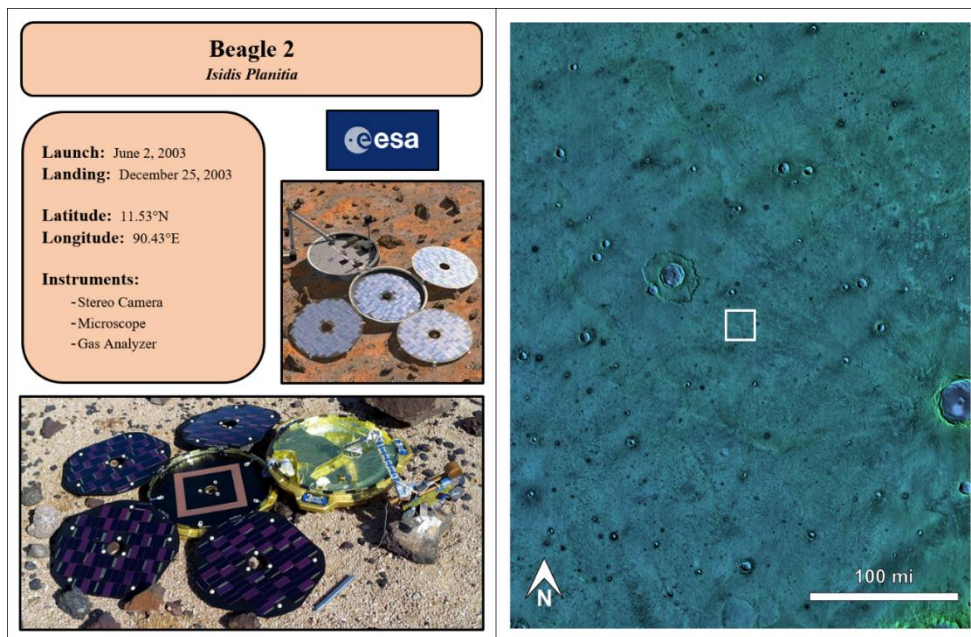 Beagle 2
Isidis Planitia
esa
Launch: June 2, 2003
Landing: December 25, 2003
Latitude: 11.53°N
Longitude: 90.43°E
Instruments:
-Stereo Camera
-Microscope
-Gas Analyzer
N
100 mi